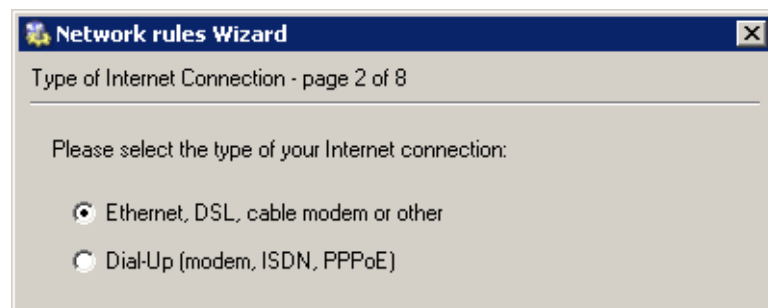 Network rules Wizard
Type of Internet Connection - page 2 of 8
Please select the type of your Internet connection:
Ethernet, DSL, cable modem or other
Dial-Up (modem, ISDN, PPPoE)